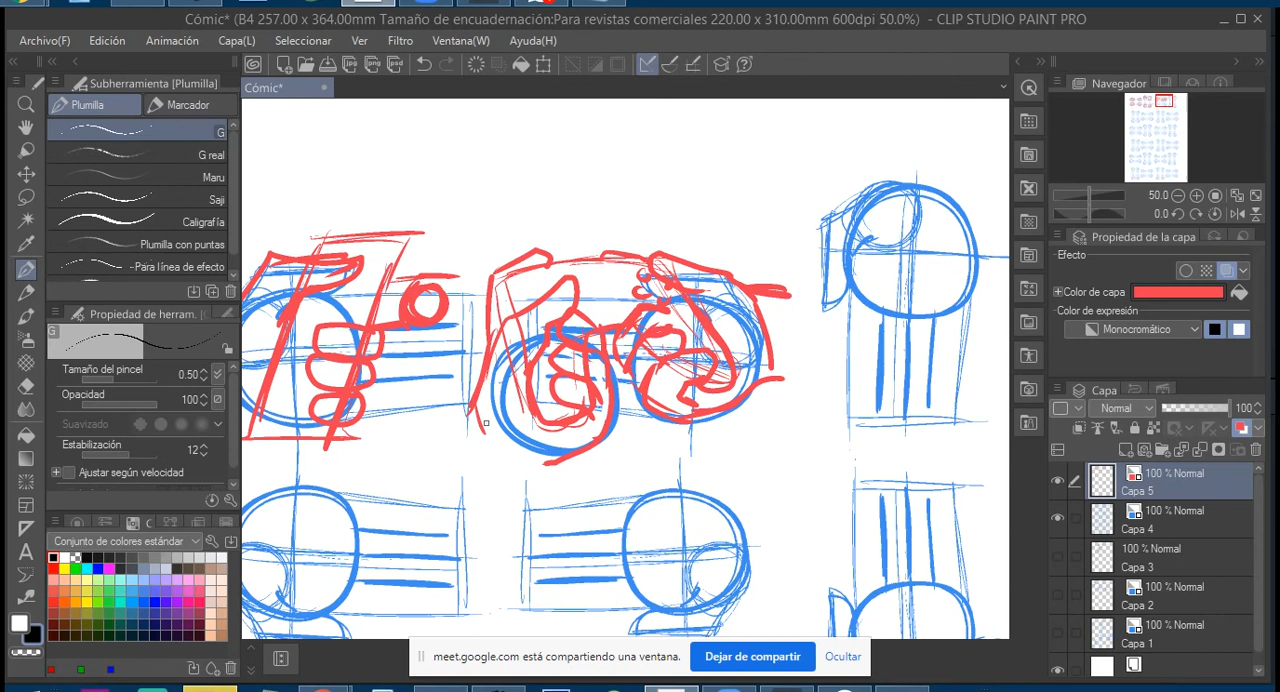 Cómic* (B4 257.00 x 364.00mm Tamaño de encuadernación:Para revistas comerciales 220.00 x 310.00mm 600dpi 50.0%) - CLIP STUDIO PAINT PRO
Archivo(F) Edición Animación Capa(L) Seleccionar Ver Filtro Ventana(W) Ayuda(H)
Subherramienta [Plumilla]
Plumilla Marcador
G
G real
Maru
Saji
Caligrafía
Plumilla con puntas
Para línea de efecto
Propiedad de herram.
G
Tamaño del pincel 0.50
Opacidad 100
Suavizado
Estabilización 12
Ajustar según velocidad
Conjunto de colores estándar
Cómic*
meet.google.com está compartiendo una ventana. Dejar de compartir Ocultar
Navegador
50.0
0.0
Propiedad de la capa
Efecto
Color de capa
Color de expresión
Monocromático
Capa
Normal 100
100 % Normal
Capa 5
100 % Normal
Capa 4
100 % Normal
Capa 3
100 % Normal
Capa 2
100 % Normal
Capa 1